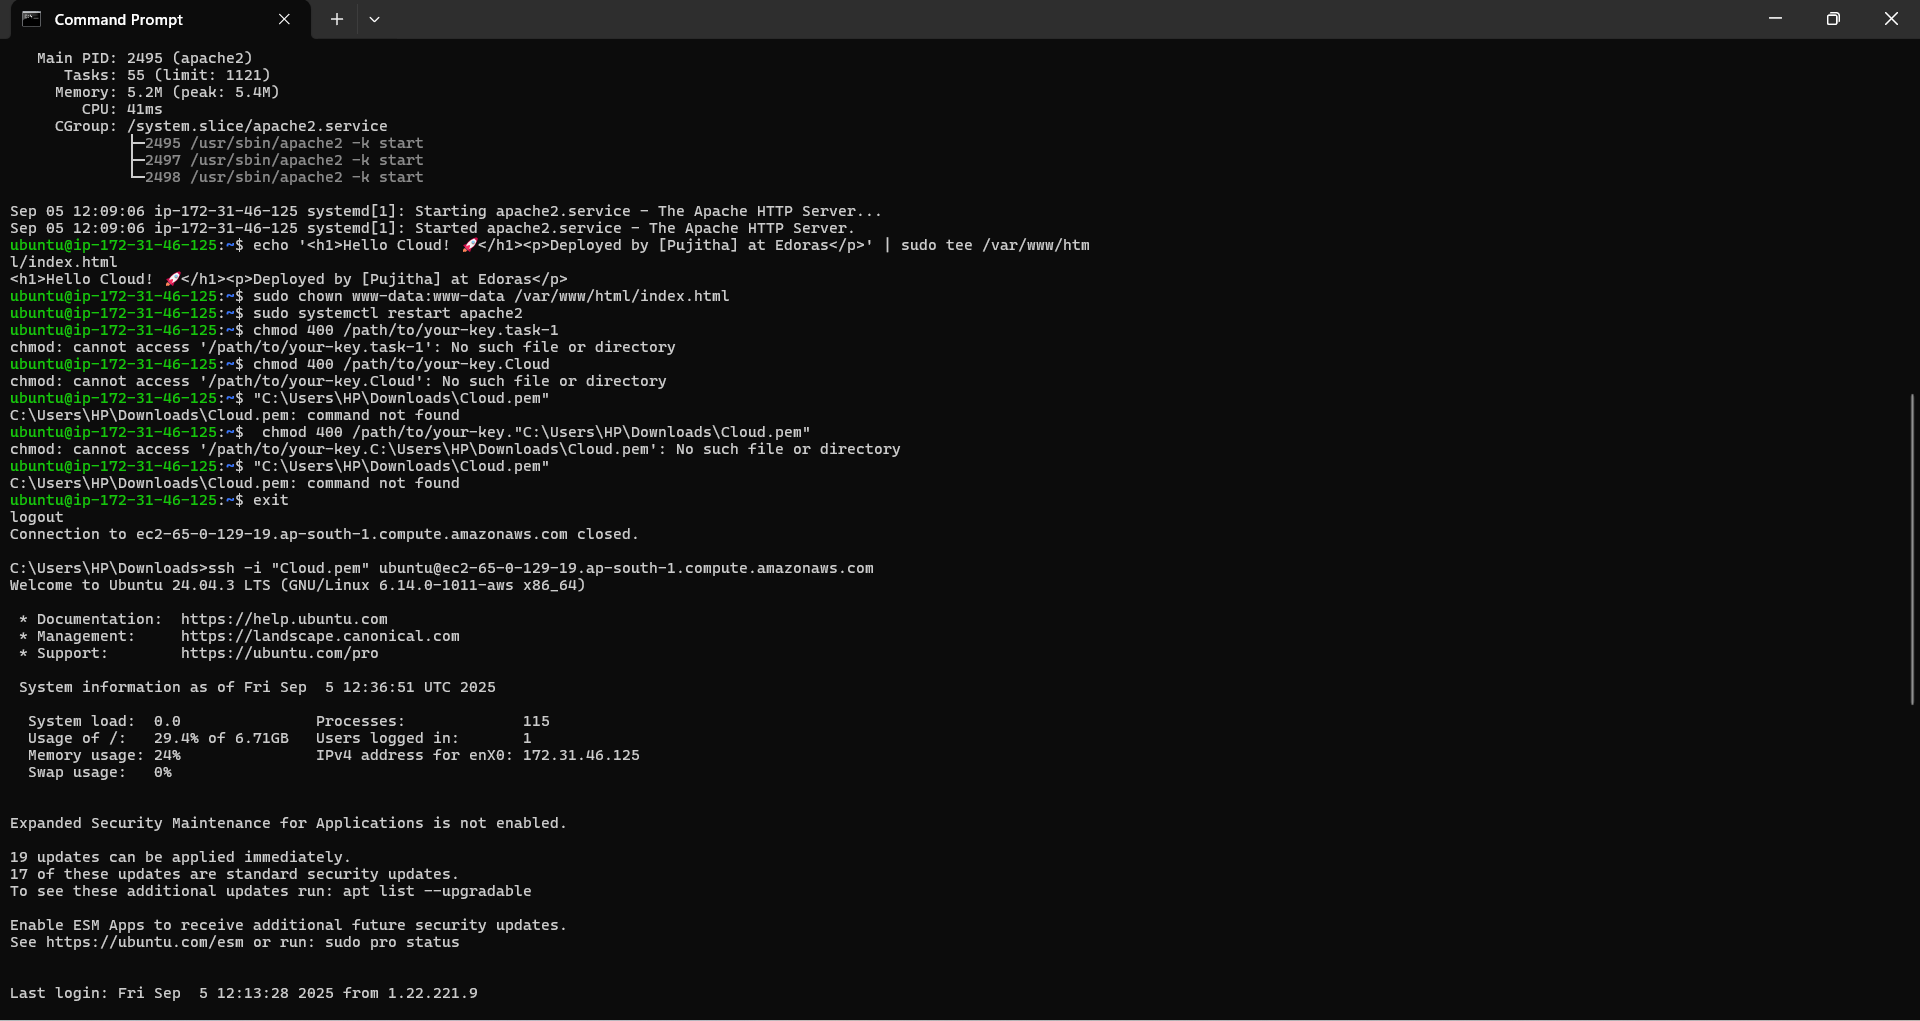 Command Prompt
Main PID: 2495 (apache2)
Tasks: 55 (limit: 1121)
Memory: 5.2M (peak: 5.4M)
CPU: 41ms
CGroup: /system.slice/apache2.service
├─2495 /usr/sbin/apache2 -k start
├─2497 /usr/sbin/apache2 -k start
└─2498 /usr/sbin/apache2 -k start
Sep 05 12:09:06 ip-172-31-46-125 systemd[1]: Starting apache2.service - The Apache HTTP Server...
Sep 05 12:09:06 ip-172-31-46-125 systemd[1]: Started apache2.service - The Apache HTTP Server.
ubuntu@ip-172-31-46-125:~$ echo '<h1>Hello Cloud! 🚀</h1><p>Deployed by [Pujitha] at Edoras</p>' | sudo tee /var/www/htm
l/index.html
<h1>Hello Cloud! 🚀</h1><p>Deployed by [Pujitha] at Edoras</p>
ubuntu@ip-172-31-46-125:~$ sudo chown www-data:www-data /var/www/html/index.html
ubuntu@ip-172-31-46-125:~$ sudo systemctl restart apache2
ubuntu@ip-172-31-46-125:~$ chmod 400 /path/to/your-key.task-1
chmod: cannot access '/path/to/your-key.task-1': No such file or directory
ubuntu@ip-172-31-46-125:~$ chmod 400 /path/to/your-key.Cloud
chmod: cannot access '/path/to/your-key.Cloud': No such file or directory
ubuntu@ip-172-31-46-125:~$ "C:\Users\HP\Downloads\Cloud.pem"
C:\Users\HP\Downloads\Cloud.pem: command not found
ubuntu@ip-172-31-46-125:~$  chmod 400 /path/to/your-key."C:\Users\HP\Downloads\Cloud.pem"
chmod: cannot access '/path/to/your-key.C:\Users\HP\Downloads\Cloud.pem': No such file or directory
ubuntu@ip-172-31-46-125:~$ "C:\Users\HP\Downloads\Cloud.pem"
C:\Users\HP\Downloads\Cloud.pem: command not found
ubuntu@ip-172-31-46-125:~$ exit
logout
Connection to ec2-65-0-129-19.ap-south-1.compute.amazonaws.com closed.
C:\Users\HP\Downloads>ssh -i "Cloud.pem" ubuntu@ec2-65-0-129-19.ap-south-1.compute.amazonaws.com
Welcome to Ubuntu 24.04.3 LTS (GNU/Linux 6.14.0-1011-aws x86_64)
* Documentation:  https://help.ubuntu.com
* Management:     https://landscape.canonical.com
* Support:        https://ubuntu.com/pro
System information as of Fri Sep  5 12:36:51 UTC 2025
System load:  0.0               Processes:             115
Usage of /:   29.4% of 6.71GB   Users logged in:       1
Memory usage: 24%               IPv4 address for enX0: 172.31.46.125
Swap usage:   0%
Expanded Security Maintenance for Applications is not enabled.
19 updates can be applied immediately.
17 of these updates are standard security updates.
To see these additional updates run: apt list --upgradable
Enable ESM Apps to receive additional future security updates.
See https://ubuntu.com/esm or run: sudo pro status
Last login: Fri Sep  5 12:13:28 2025 from 1.22.221.9